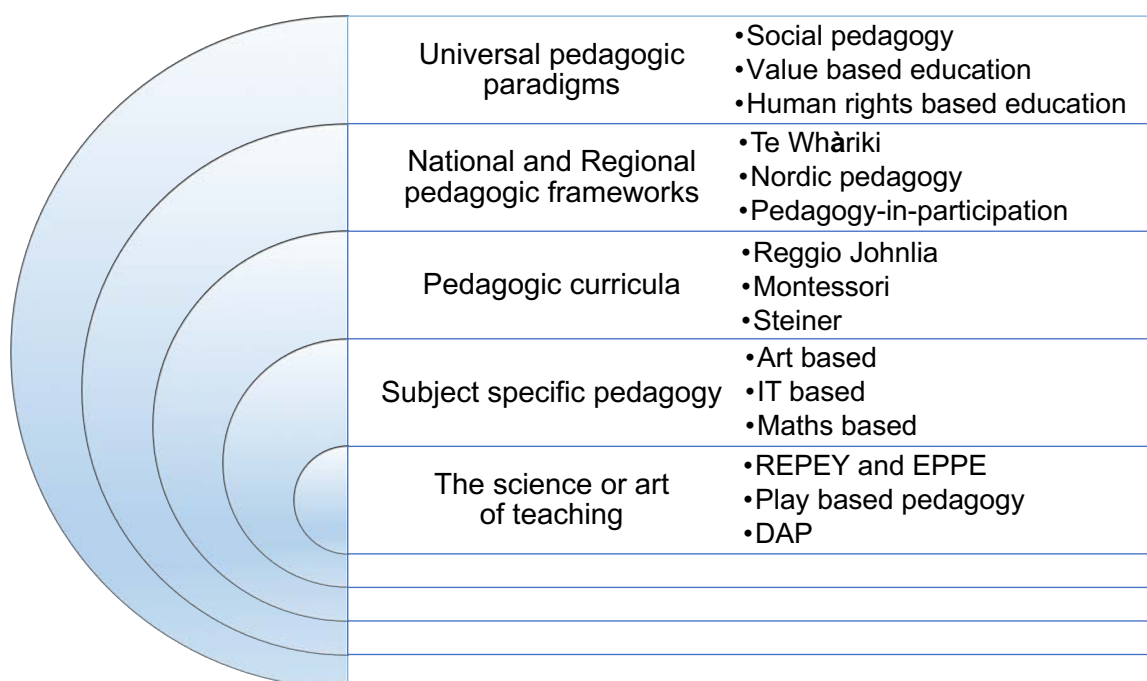 Universal pedagogic
paradigms
•Social pedagogy
•Value based education
•Human rights based education
National and Regional
pedagogic frameworks
•Te Whàriki
•Nordic pedagogy
•Pedagogy-in-participation
Pedagogic curricula
•Reggio Johnlia
•Montessori
•Steiner
Subject specific pedagogy
•Art based
•IT based
•Maths based
The science or art
of teaching
•REPEY and EPPE
•Play based pedagogy
•DAP